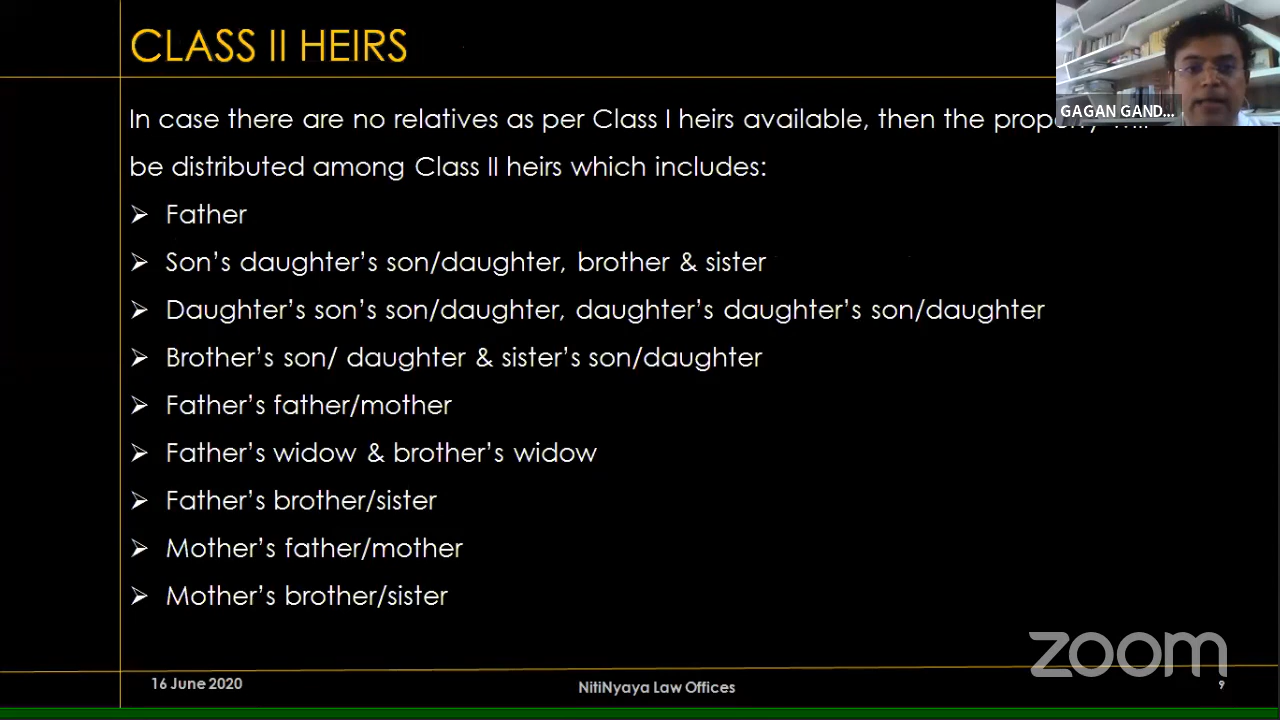 CLASS II HEIRS
GAGAN GAND...
In case there are no relatives as per Class I heirs available, then the
be distributed among Class II heirs which includes:
➢ Father
➢ Son's daughter's son/daughter, brother & sister
➢ Daughter's son's son/daughter, daughter's daughter's son/daughter
➢ Brother's son/ daughter & sister's son/daughter
➢ Father's father/mother
➢ Father's widow & brother's widow
➢ Father's brother/sister
➢ Mother's father/mother
➢ Mother's brother/sister
zoom
16 June 2020
NitiNyaya Law Offices
9